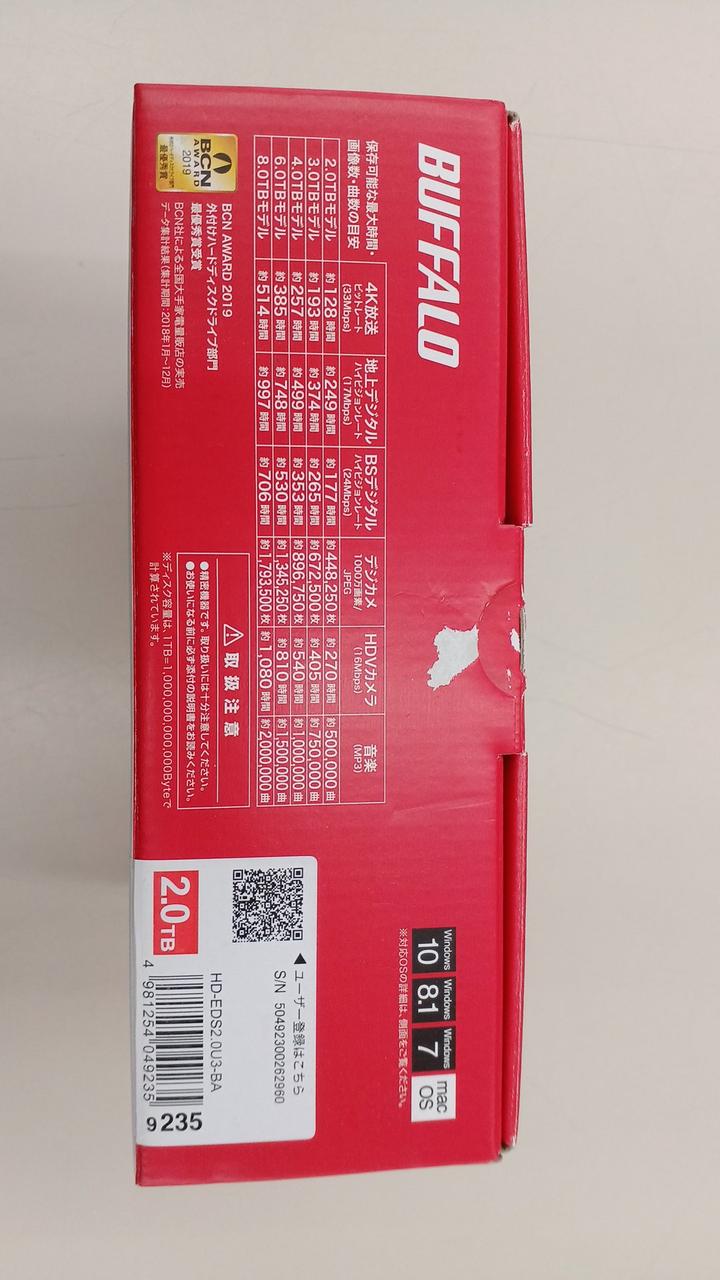 BUFFALO
保存可能な最大時間・
画像数・曲数の目安
4K放送
ビットレート
(33Mbps)
地上デジタル
ハイビジョンレート
(17Mbps)
BSデジタル
ハイビジョンレート
(24Mbps)
デジカメ
1000万画素/
JPEG
HDVカメラ
(16Mbps)
音楽
(MP3)
2.0TBモデル 約128時間 約249時間 約177時間 約448,250枚 約270時間 約500,000曲
3.0TBモデル 約193時間 約374時間 約265時間 約672,500枚 約405時間 約750,000曲
4.0TBモデル 約257時間 約499時間 約353時間 約896,750枚 約540時間 約1,000,000曲
6.0TBモデル 約385時間 約748時間 約530時間 約1,345,250枚 約810時間 約1,500,000曲
8.0TBモデル 約514時間 約997時間 約706時間 約1,793,500枚 約1,080時間 約2,000,000曲
BCN
AWARD
2019
最優秀賞
BCN AWARD 2019
外付けハードディスクドライブ部門
最優秀賞受賞
BCN社による全国大手家電量販店の実売
データ集計結果(集計期間:2018年1月～12月)
取扱注意
●精密機器です。取り扱いには十分注意してください。
●お使いになる前に必ず添付の説明書をお読みください。
※ディスク容量は、1TB=1,000,000,000,000Byteで
計算されています。
Windows 10
Windows 8.1
Windows 7
mac OS
※対応OSの詳細は、側面をご覧ください。
◀ユーザー登録はこちら
S/N 50492300262960
2.0TB
HD-EDS2.0U3-BA
4 981254 049235
9 235